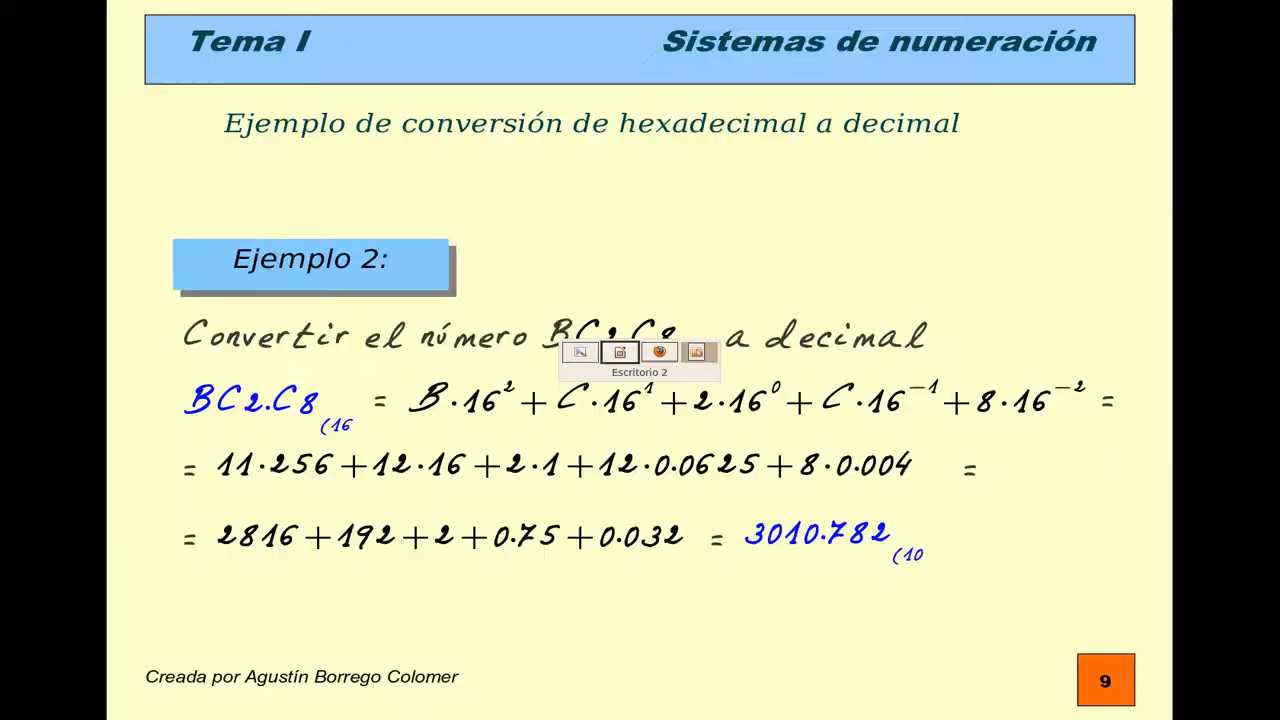 Tema I Sistemas de numeración
Ejemplo de conversión de hexadecimal a decimal
Ejemplo 2:
Convertir el número BC2C8 a decimal
Escritorio 2
BC2.C8(16 = B·16² + C·16¹ + 2·16⁰ + C·16⁻¹ + 8·16⁻² =
= 11·256 + 12·16 + 2·1 + 12·0.0625 + 8·0.004 =
= 2816 + 192 + 2 + 0.75 + 0.032 = 3010.782(10
Creada por Agustín Borrego Colomer
9